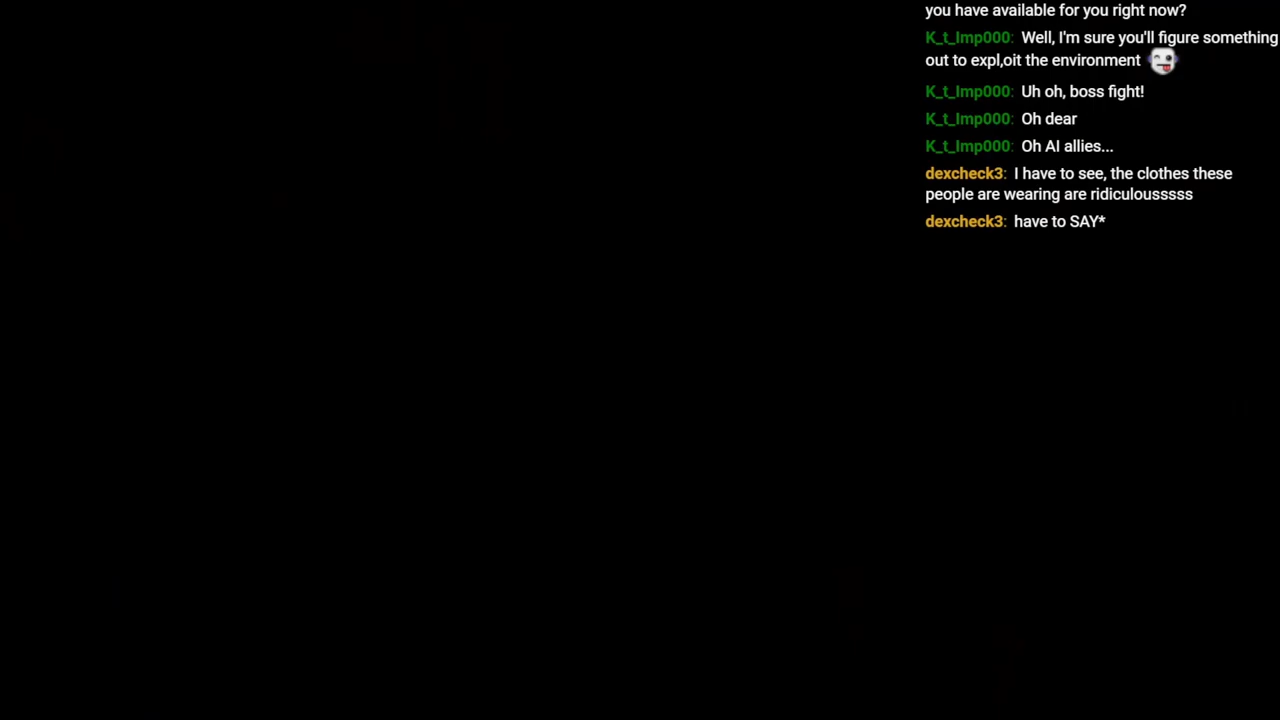 you have available for you right now?
K_t_Imp000: Well, I'm sure you'll figure something
out to expl,oit the environment
K_t_Imp000: Uh oh, boss fight!
K_t_Imp000: Oh dear
K_t_Imp000: Oh AI allies...
dexcheck3: I have to see, the clothes these
people are wearing are ridiculousssss
dexcheck3: have to SAY*